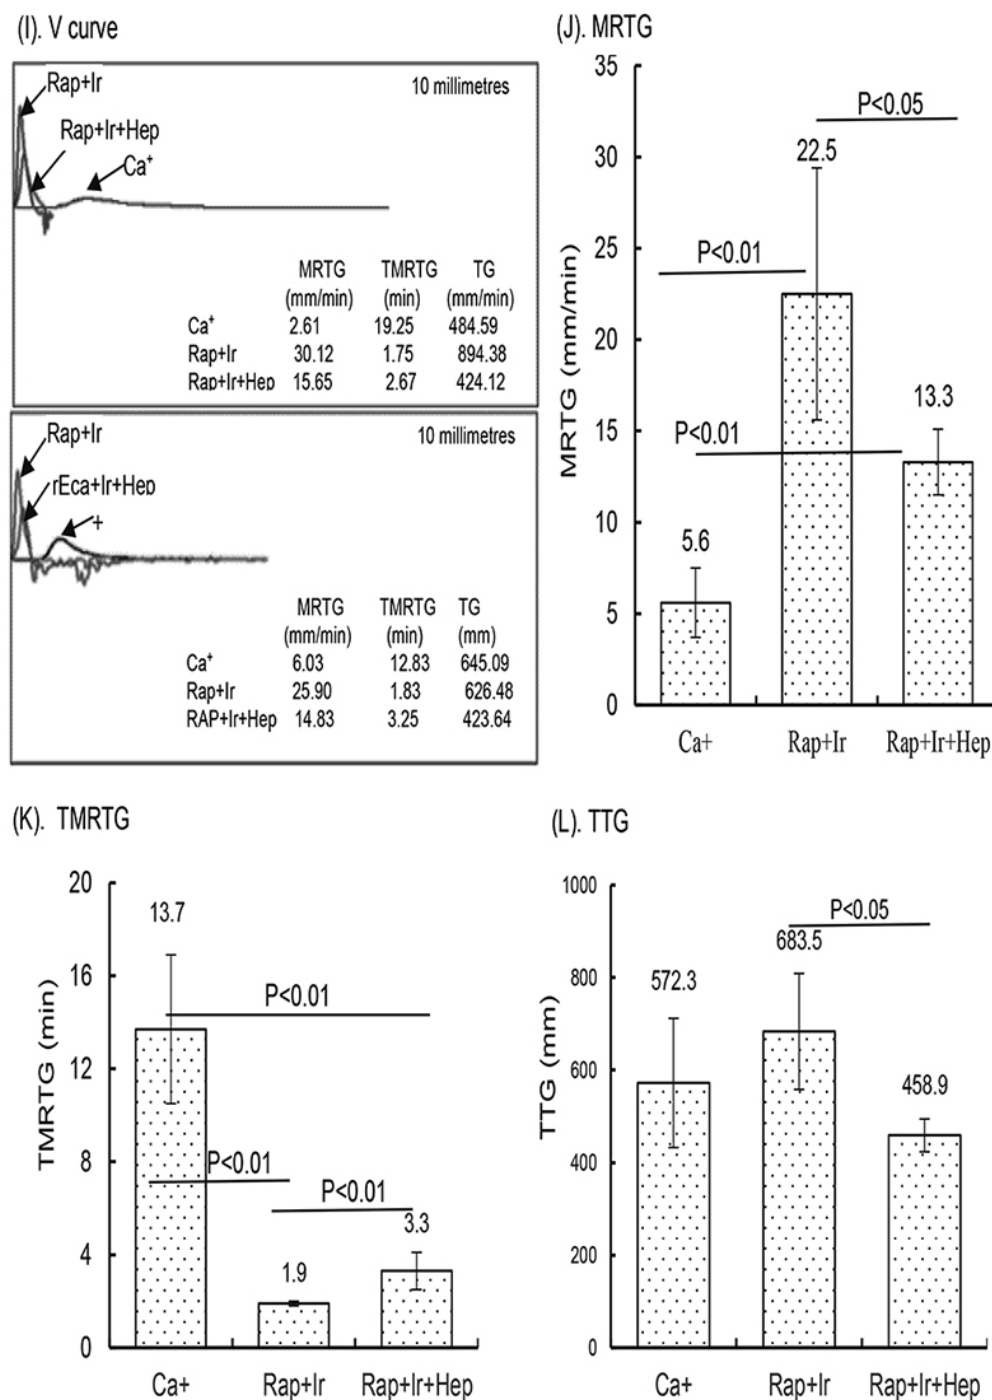 (I). V curve
Rap+Ir
10 millimetres
Rap+Ir+Hep
Ca⁺
MRTG TMRTG TG
(mm/min) (min) (mm/min)
Ca⁺ 2.61 19.25 484.59
Rap+Ir 30.12 1.75 894.38
Rap+Ir+Hep 15.65 2.67 424.12
Rap+Ir
10 millimetres
rEca+Ir+Hep
+
MRTG TMRTG TG
(mm/min) (min) (mm)
Ca⁺ 6.03 12.83 645.09
Rap+Ir 25.90 1.83 626.48
RAP+Ir+Hep 14.83 3.25 423.64
(J). MRTG
MRTG (mm/min)
35
30
25
20
15
10
5
0
P<0.05
22.5
P<0.01
13.3
P<0.01
5.6
Ca+ Rap+Ir Rap+Ir+Hep
(K). TMRTG
TMRTG (min)
20
16
12
8
4
0
13.7
P<0.01
P<0.01
P<0.01
3.3
1.9
Ca+ Rap+Ir Rap+Ir+Hep
(L). TTG
TTG (mm)
1000
800
600
400
200
0
P<0.05
683.5
572.3
458.9
Ca+ Rap+Ir Rap+Ir+Hep